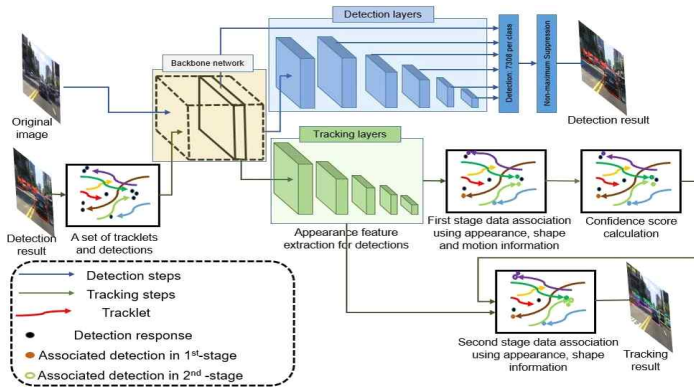 Detection layers
Backbone network
Detection: 7308 per class
Non-maximum Suppression
Original
image
Detection result
Tracking layers
Detection
result
A set of tracklets
and detections
Appearance feature
extraction for detections
First stage data association
using appearance, shape
and motion information
Confidence score
calculation
Detection steps
Tracking steps
Tracklet
Detection response
Associated detection in 1st-stage
Associated detection in 2nd -stage
Second stage data association
using appearance, shape
information
Tracking
result